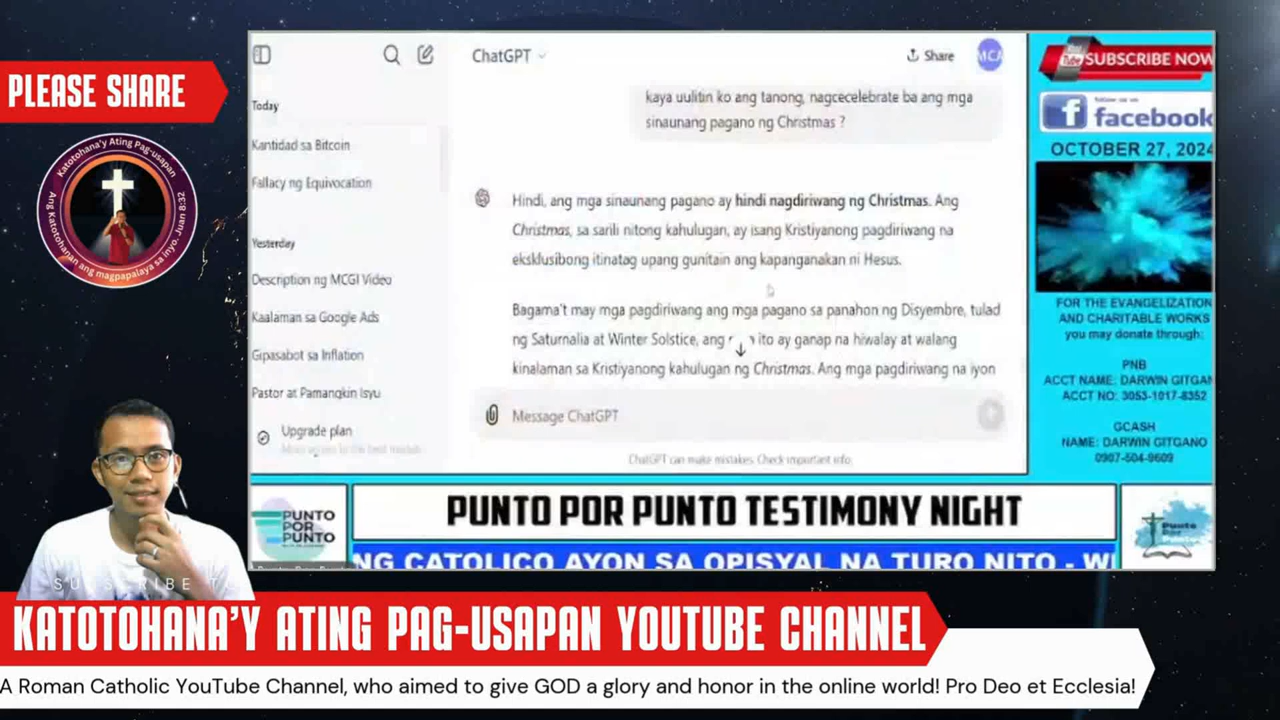 PLEASE SHARE
Katotohana'y Ating Pag-usapan
Ang Katotohanan ang magpapalaya sa inyo. Juan 8:32
Today
Kantidad sa Bitcoin
Fallacy ng Equivocation
Yesterday
Description ng MCGI Video
Kaalaman sa Google Ads
Gipasabot sa Inflation
Pastor at Pamangkin Isyu
Upgrade plan
ChatGPT
Share
MCA
kaya uulitin ko ang tanong, nagcecelebrate ba ang mga
sinaunang pagano ng Christmas ?
Hindi, ang mga sinaunang pagano ay hindi nagdiriwang ng Christmas. Ang
Christmas, sa sarili nitong kahulugan, ay isang Kristiyanong pagdiriwang na
eksklusibong itinatag upang gunitain ang kapanganakan ni Hesus.
Bagama't may mga pagdiriwang ang mga pagano sa panahon ng Disyembre, tulad
ng Saturnalia at Winter Solstice, ang ito ay ganap na hiwalay at walang
kinalaman sa Kristiyanong kahulugan ng Christmas. Ang mga pagdiriwang na iyon
Message ChatGPT
ChatGPT can make mistakes. Check important info.
SUBSCRIBE NOW
follow us on
facebook
OCTOBER 27, 2024
FOR THE EVANGELIZATION
AND CHARITABLE WORKS
you may donate through:
PNB
ACCT NAME: DARWIN GITGAN
ACCT NO: 3053-1017-8352
GCASH
NAME: DARWIN GITGANO
0907-504-9609
PUNTO
POR
PUNTO
PUNTO POR PUNTO TESTIMONY NIGHT
Punto
Por
Punto
NG CATOLICO AYON SA OPISYAL NA TURO NITO - W
SUBSCRIBE T
KATOTOHANA'Y ATING PAG-USAPAN YOUTUBE CHANNEL
A Roman Catholic YouTube Channel, who aimed to give GOD a glory and honor in the online world! Pro Deo et Ecclesia!